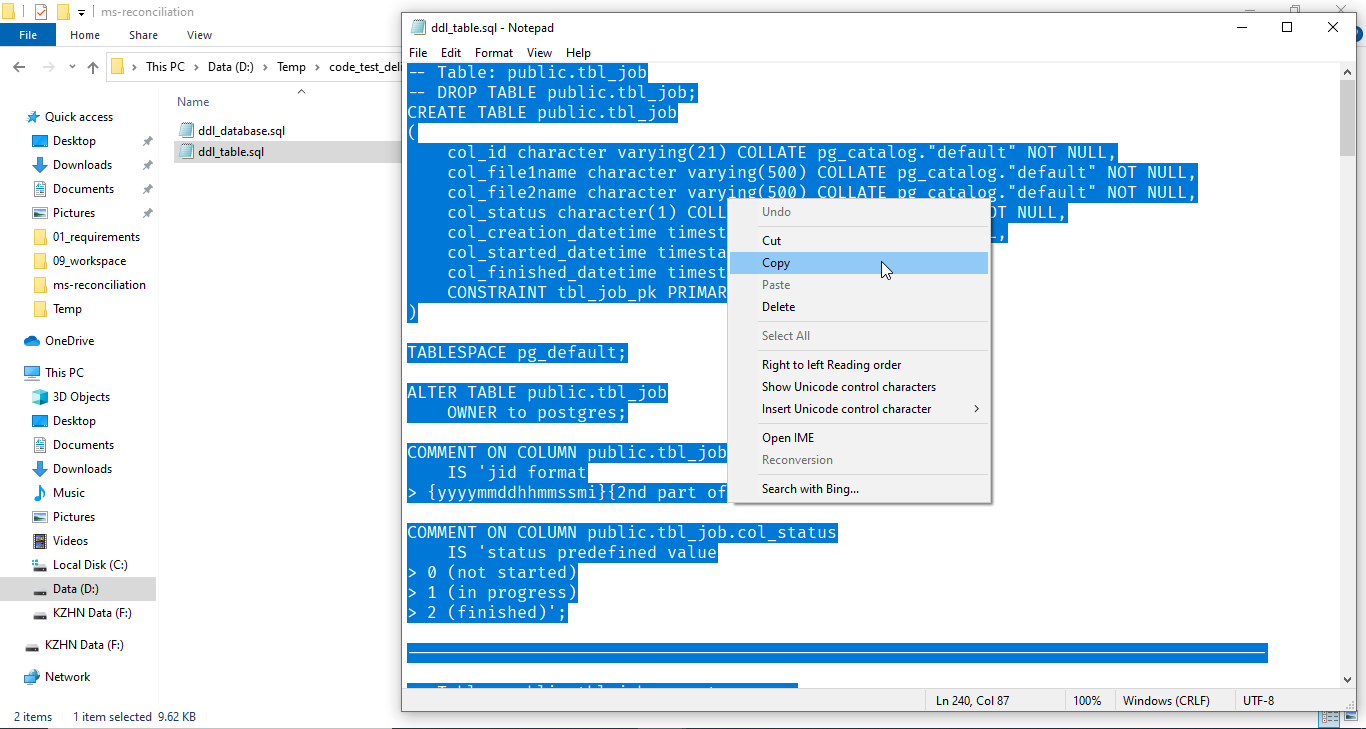 ms-reconciliation
File Home Share View
This PC Data (D:) Temp code_test_deli
Quick access
Desktop
Downloads
Documents
Pictures
01_requirements
09_workspace
ms-reconciliation
Temp
OneDrive
This PC
3D Objects
Desktop
Documents
Downloads
Music
Pictures
Videos
Local Disk (C:)
Data (D:)
KZHN Data (F:)
KZHN Data (F:)
Network
Name
ddl_database.sql
ddl_table.sql
2 items 1 item selected 9.62 KB
ddl_table.sql - Notepad
File Edit Format View Help
-- Table: public.tbl_job
-- DROP TABLE public.tbl_job;
CREATE TABLE public.tbl_job
(
col_id character varying(21) COLLATE pg_catalog."default" NOT NULL,
col_file1name character varying(500) COLLATE pg_catalog."default" NOT NULL,
col_file2name character varying(500) COLLATE pg_catalog."default" NOT NULL,
col_status character(1) COLL OT NULL,
col_creation_datetime timest L,
col_started_datetime timesta
col_finished_datetime timest
CONSTRAINT tbl_job_pk PRIMAR
)
TABLESPACE pg_default;
ALTER TABLE public.tbl_job
OWNER to postgres;
COMMENT ON COLUMN public.tbl_job
IS 'jid format
> {yyyymmddhhmmssmi}{2nd part of
COMMENT ON COLUMN public.tbl_job.col_status
IS 'status predefined value
> 0 (not started)
> 1 (in progress)
> 2 (finished)';
Undo
Cut
Copy
Paste
Delete
Select All
Right to left Reading order
Show Unicode control characters
Insert Unicode control character
Open IME
Reconversion
Search with Bing...
Ln 240, Col 87 100% Windows (CRLF) UTF-8